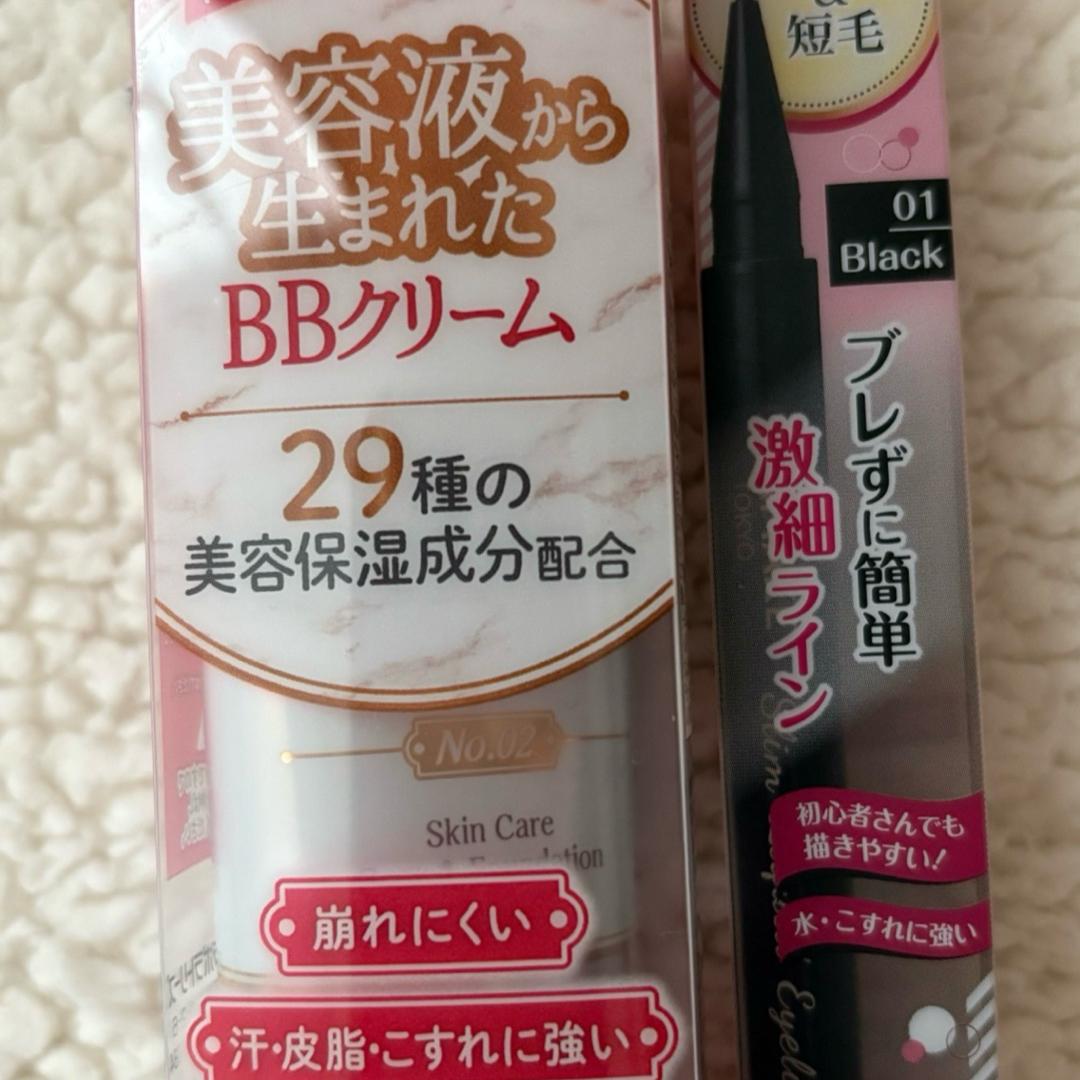 美容液から
生まれた
BBクリーム
29種の
美容保湿成分配合
No.02
Skin Care
崩れにくい
汗・皮脂・こすれに強い
&
短毛
01
Black
ブレずに簡単
激細ライン
初心者さんでも
描きやすい!
水・こすれに強い